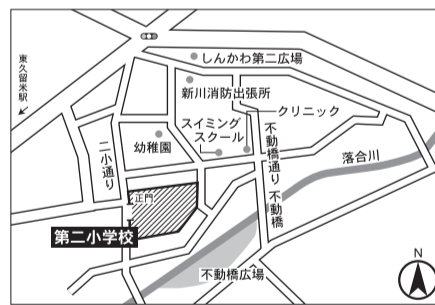 東久留米駅
しんかわ第二広場
新川消防出張所
クリニック
スイミング
スクール
幼稚園
二小通り
不動橋通り
不動橋
落合川
正門
第二小学校
不動橋広場
N